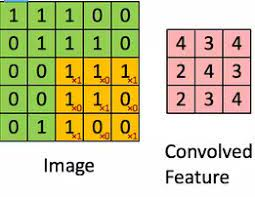 1 1 1 0 0
0 1 1 1 0
0 0 1×1 1×0 1×1
0 0 1×0 1×1 0×0
0 1 1×1 0×0 0×1
Image
4 3 4
2 4 3
2 3 4
Convolved
Feature